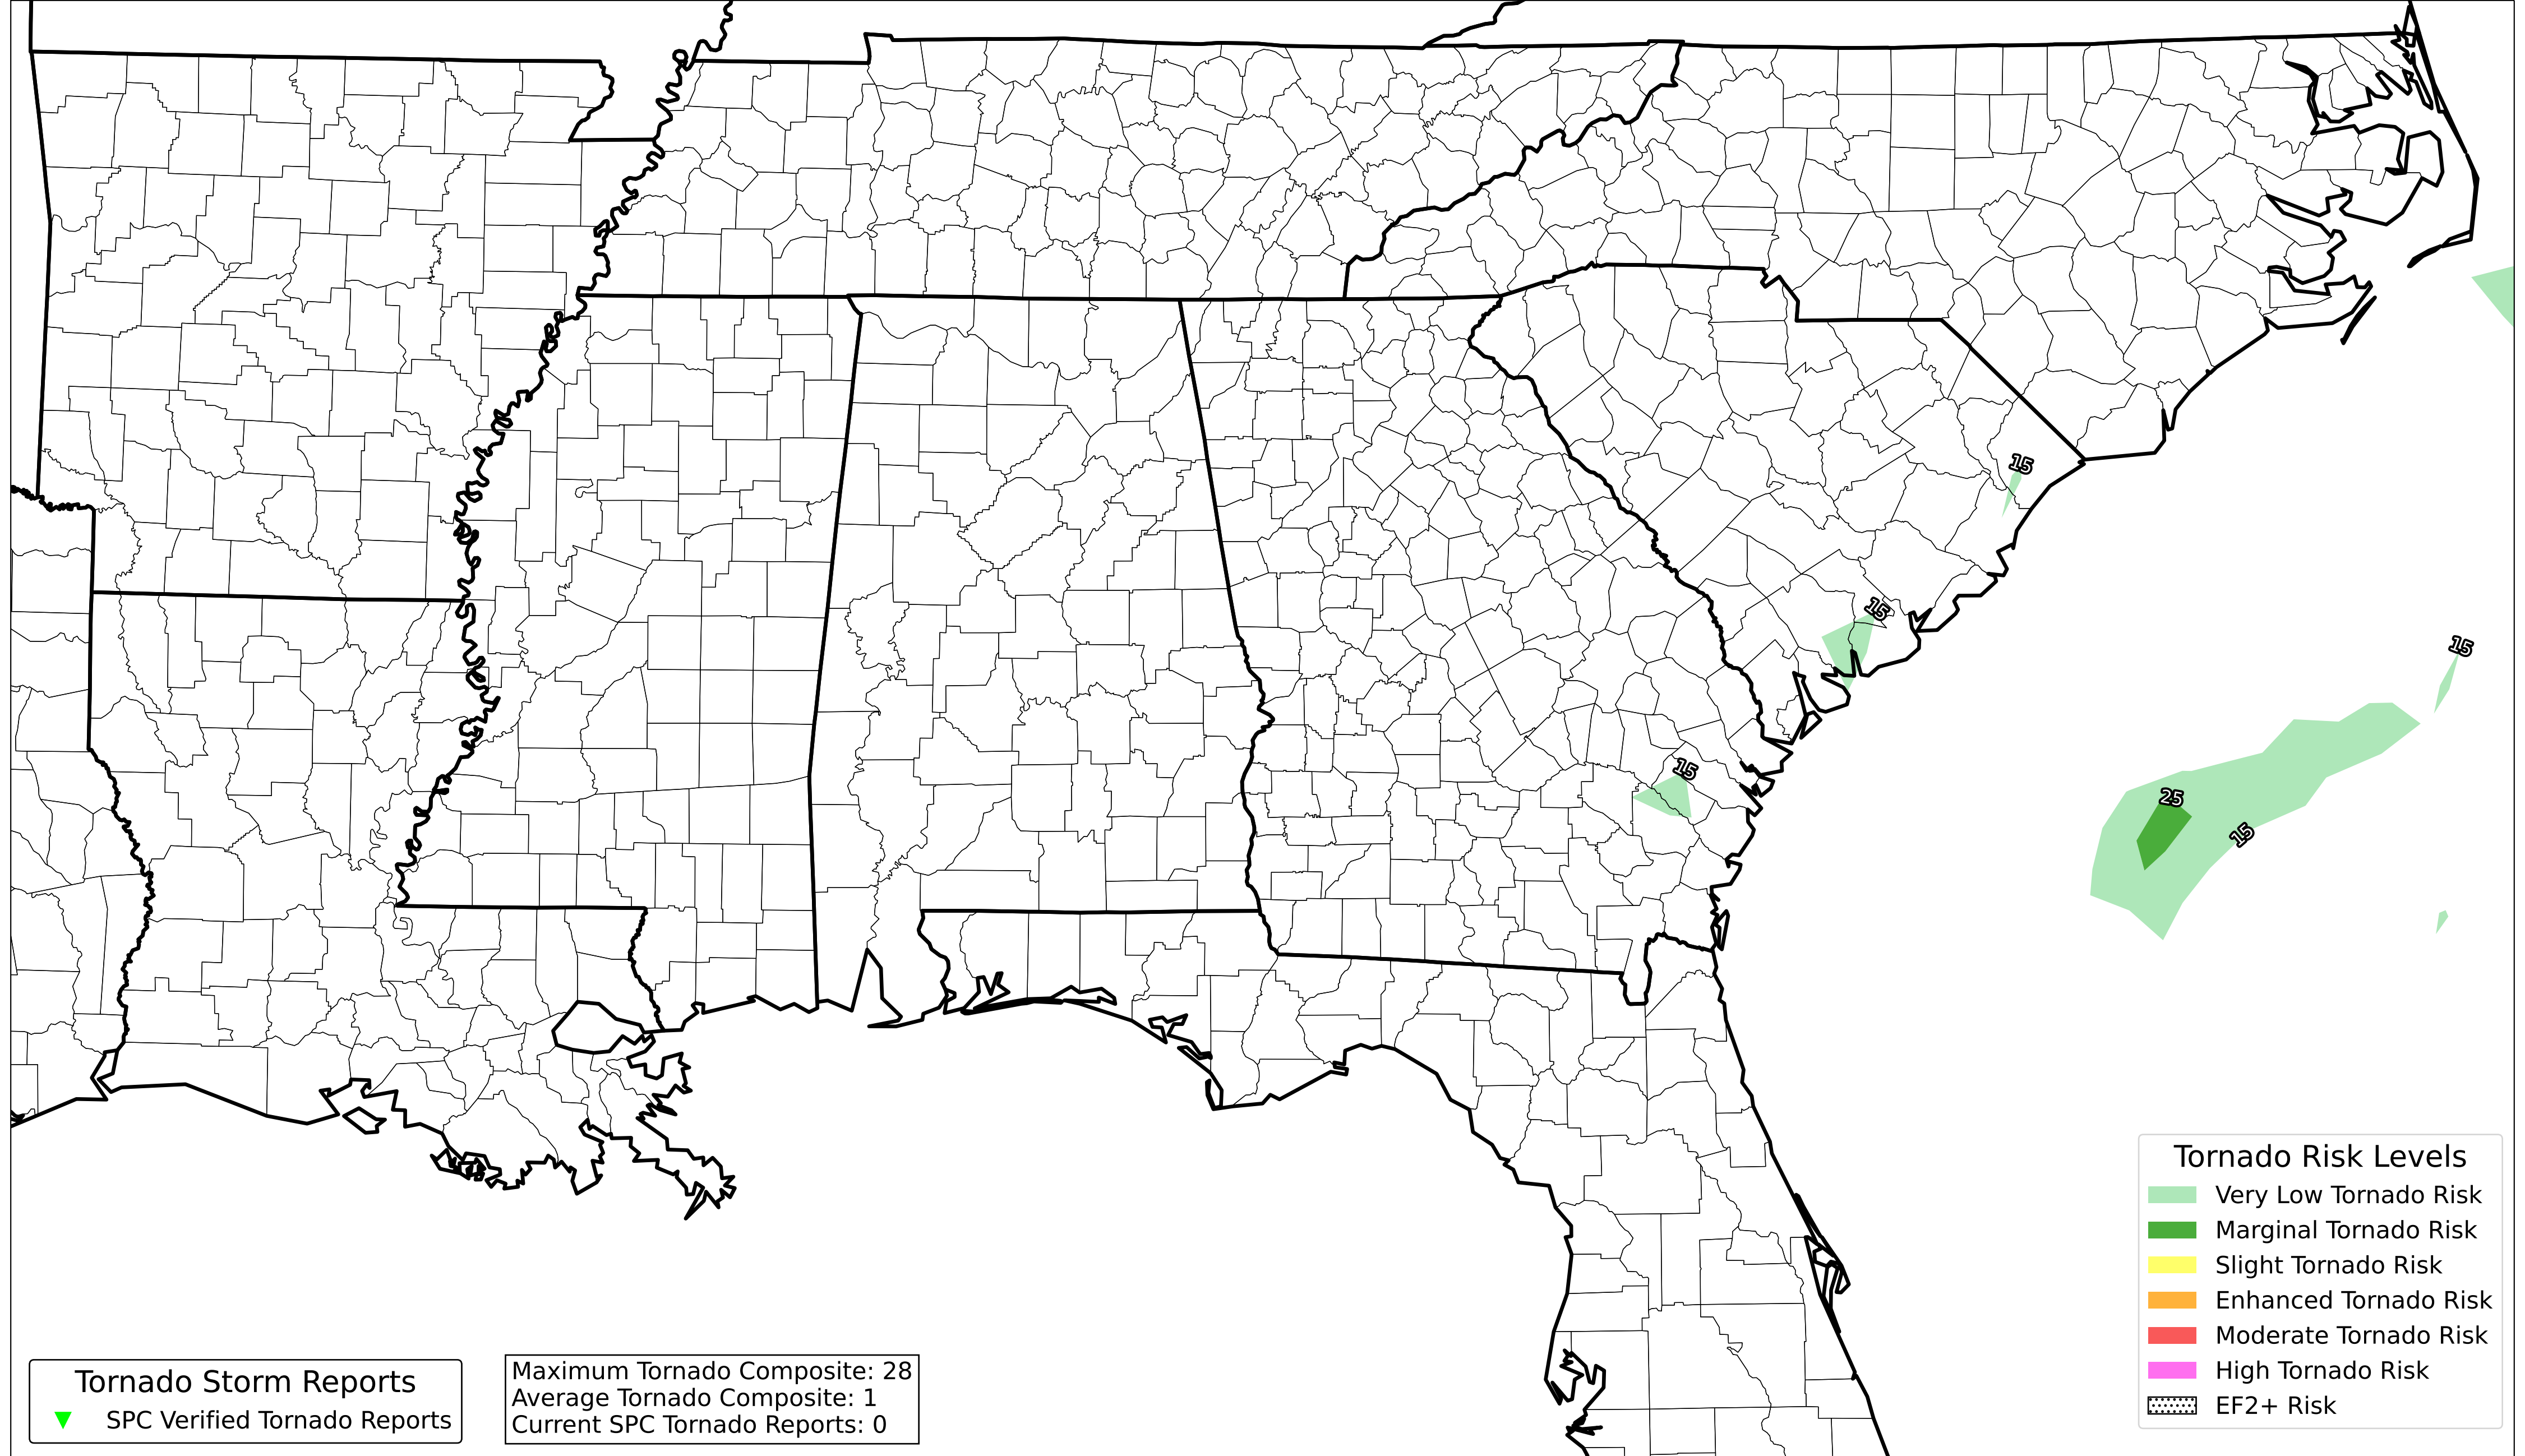 15
15
15
15
25
15
Tornado Risk Levels
Very Low Tornado Risk
Marginal Tornado Risk
Slight Tornado Risk
Enhanced Tornado Risk
Moderate Tornado Risk
High Tornado Risk
EF2+ Risk
Tornado Storm Reports
SPC Verified Tornado Reports
Maximum Tornado Composite: 28
Average Tornado Composite: 1
Current SPC Tornado Reports: 0